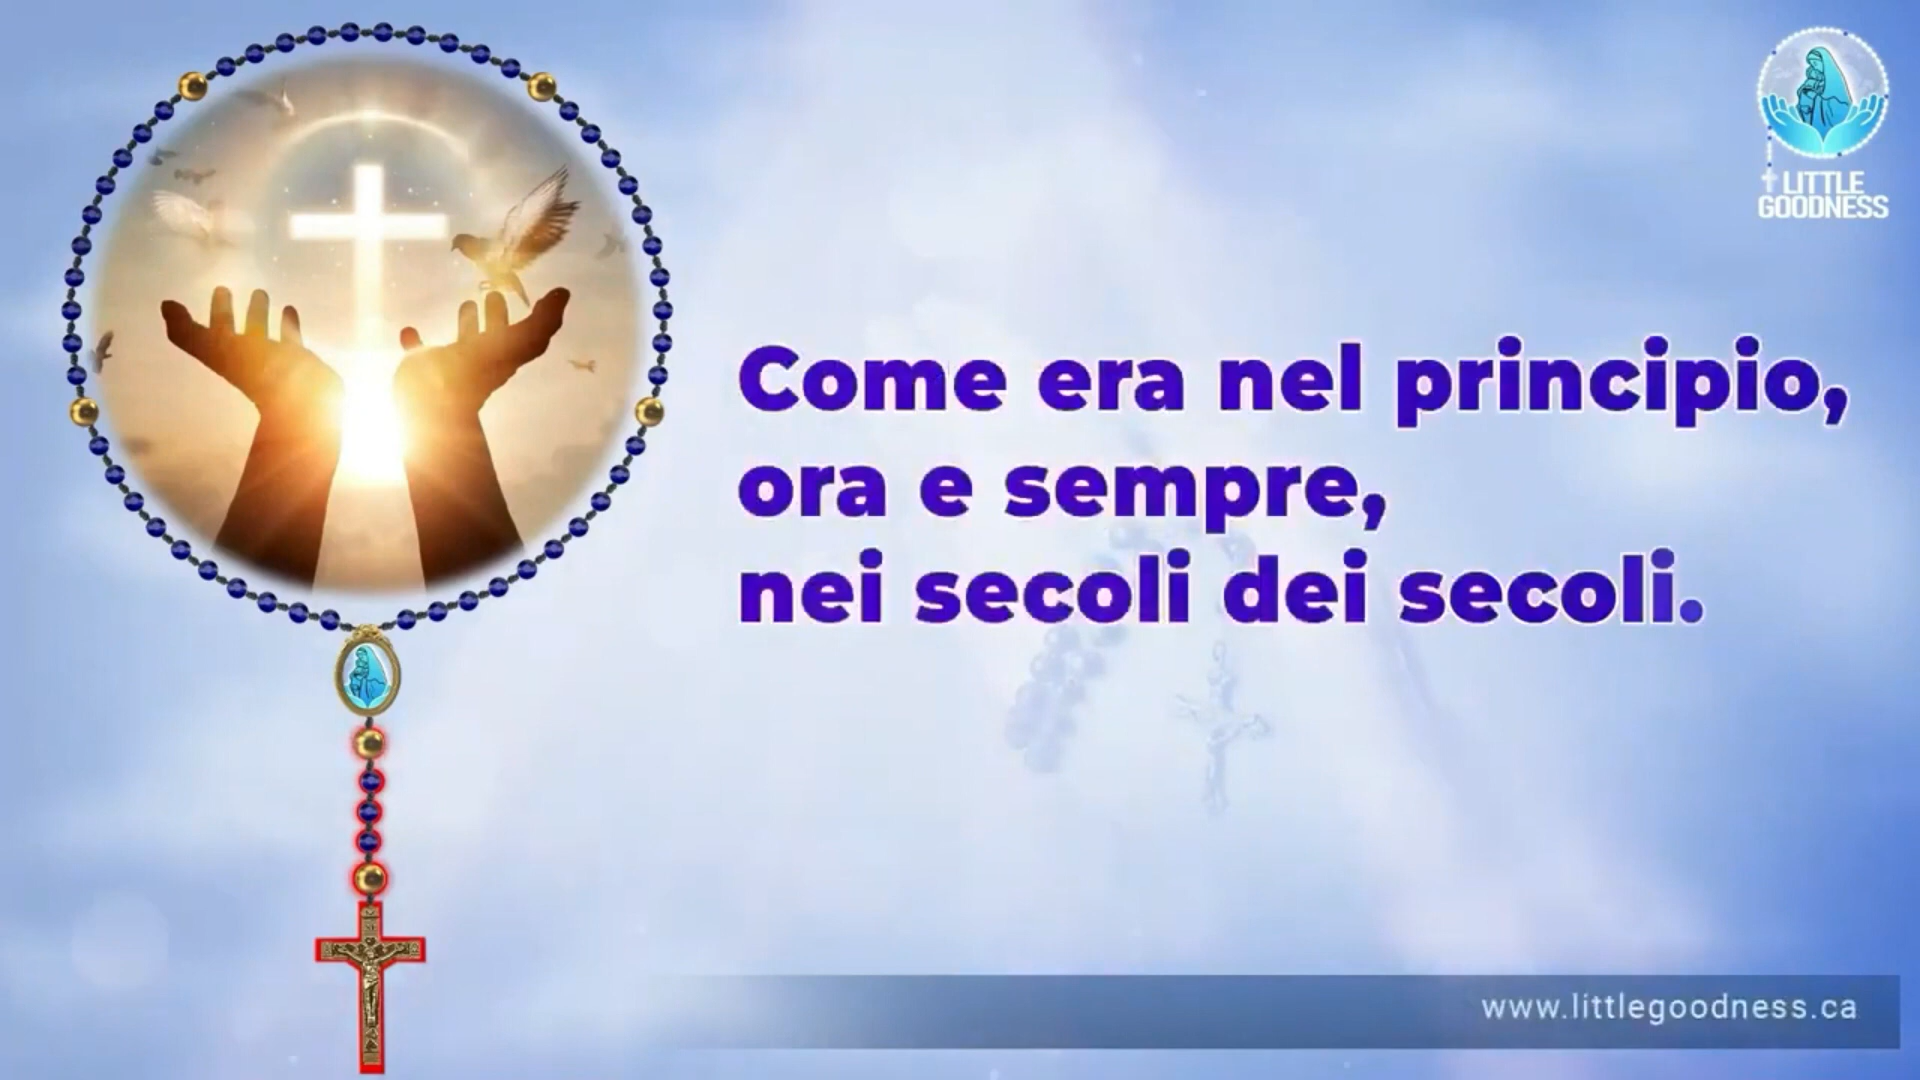 LITTLE
GOODNESS
Come era nel principio,
ora e sempre,
nei secoli dei secoli.
www.littlegoodness.ca